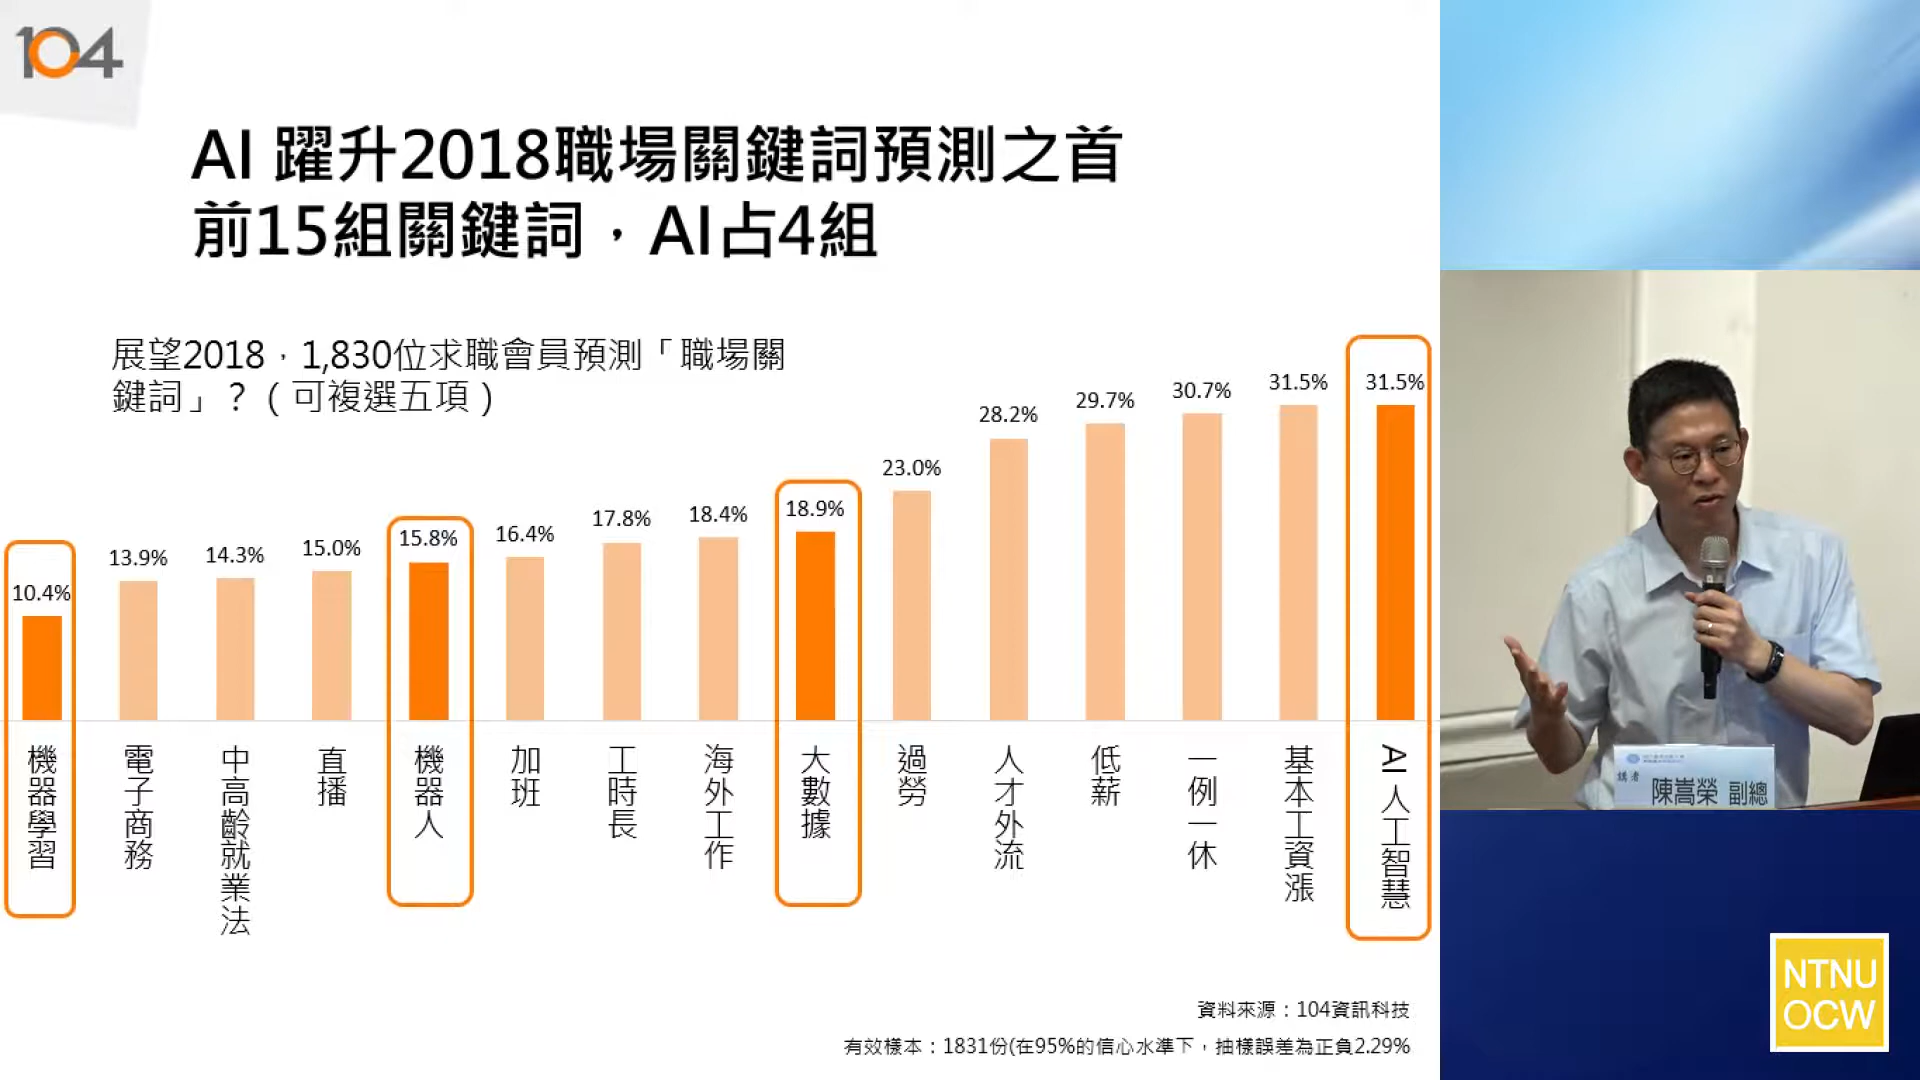 104
AI 躍升2018職場關鍵詞預測之首
前15組關鍵詞，AI占4組
展望2018，1,830位求職會員預測「職場關
鍵詞」？（可複選五項）
10.4%
13.9%
14.3%
15.0%
15.8%
16.4%
17.8%
18.4%
18.9%
23.0%
28.2%
29.7%
30.7%
31.5%
31.5%
機器學習
電子商務
中高齡就業法
直播
機器人
加班
工時長
海外工作
大數據
過勞
人才外流
低薪
一例一休
基本工資漲
AI人工智慧
資料來源：104資訊科技
有效樣本：1831份(在95%的信心水準下，抽樣誤差為正負2.29%
講者
陳嵩榮 副總
NTNU
OCW